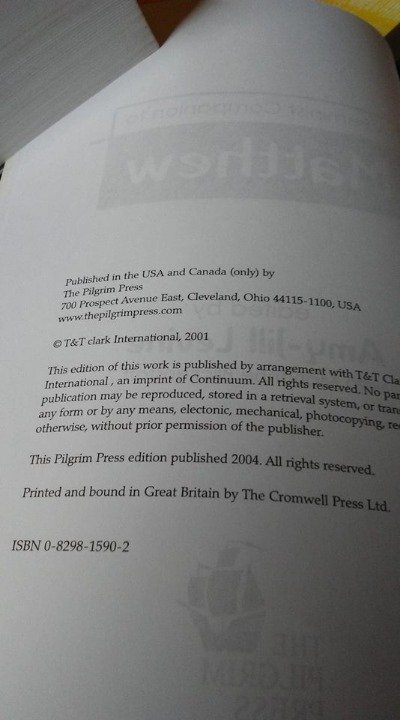 Published in the USA and Canada (only) by
The Pilgrim Press
700 Prospect Avenue East, Cleveland, Ohio 44115-1100, USA
www.thepilgrimpress.com
© T&T clark International, 2001
This edition of this work is published by arrangement with T&T Cla
International , an imprint of Continuum. All rights reserved. No par
publication may be reproduced, stored in a retrieval system, or tran
any form or by any means, electonic, mechanical, photocopying, re
otherwise, without prior permission of the publisher.
This Pilgrim Press edition published 2004. All rights reserved.
Printed and bound in Great Britain by The Cromwell Press Ltd.
ISBN 0-8298-1590-2